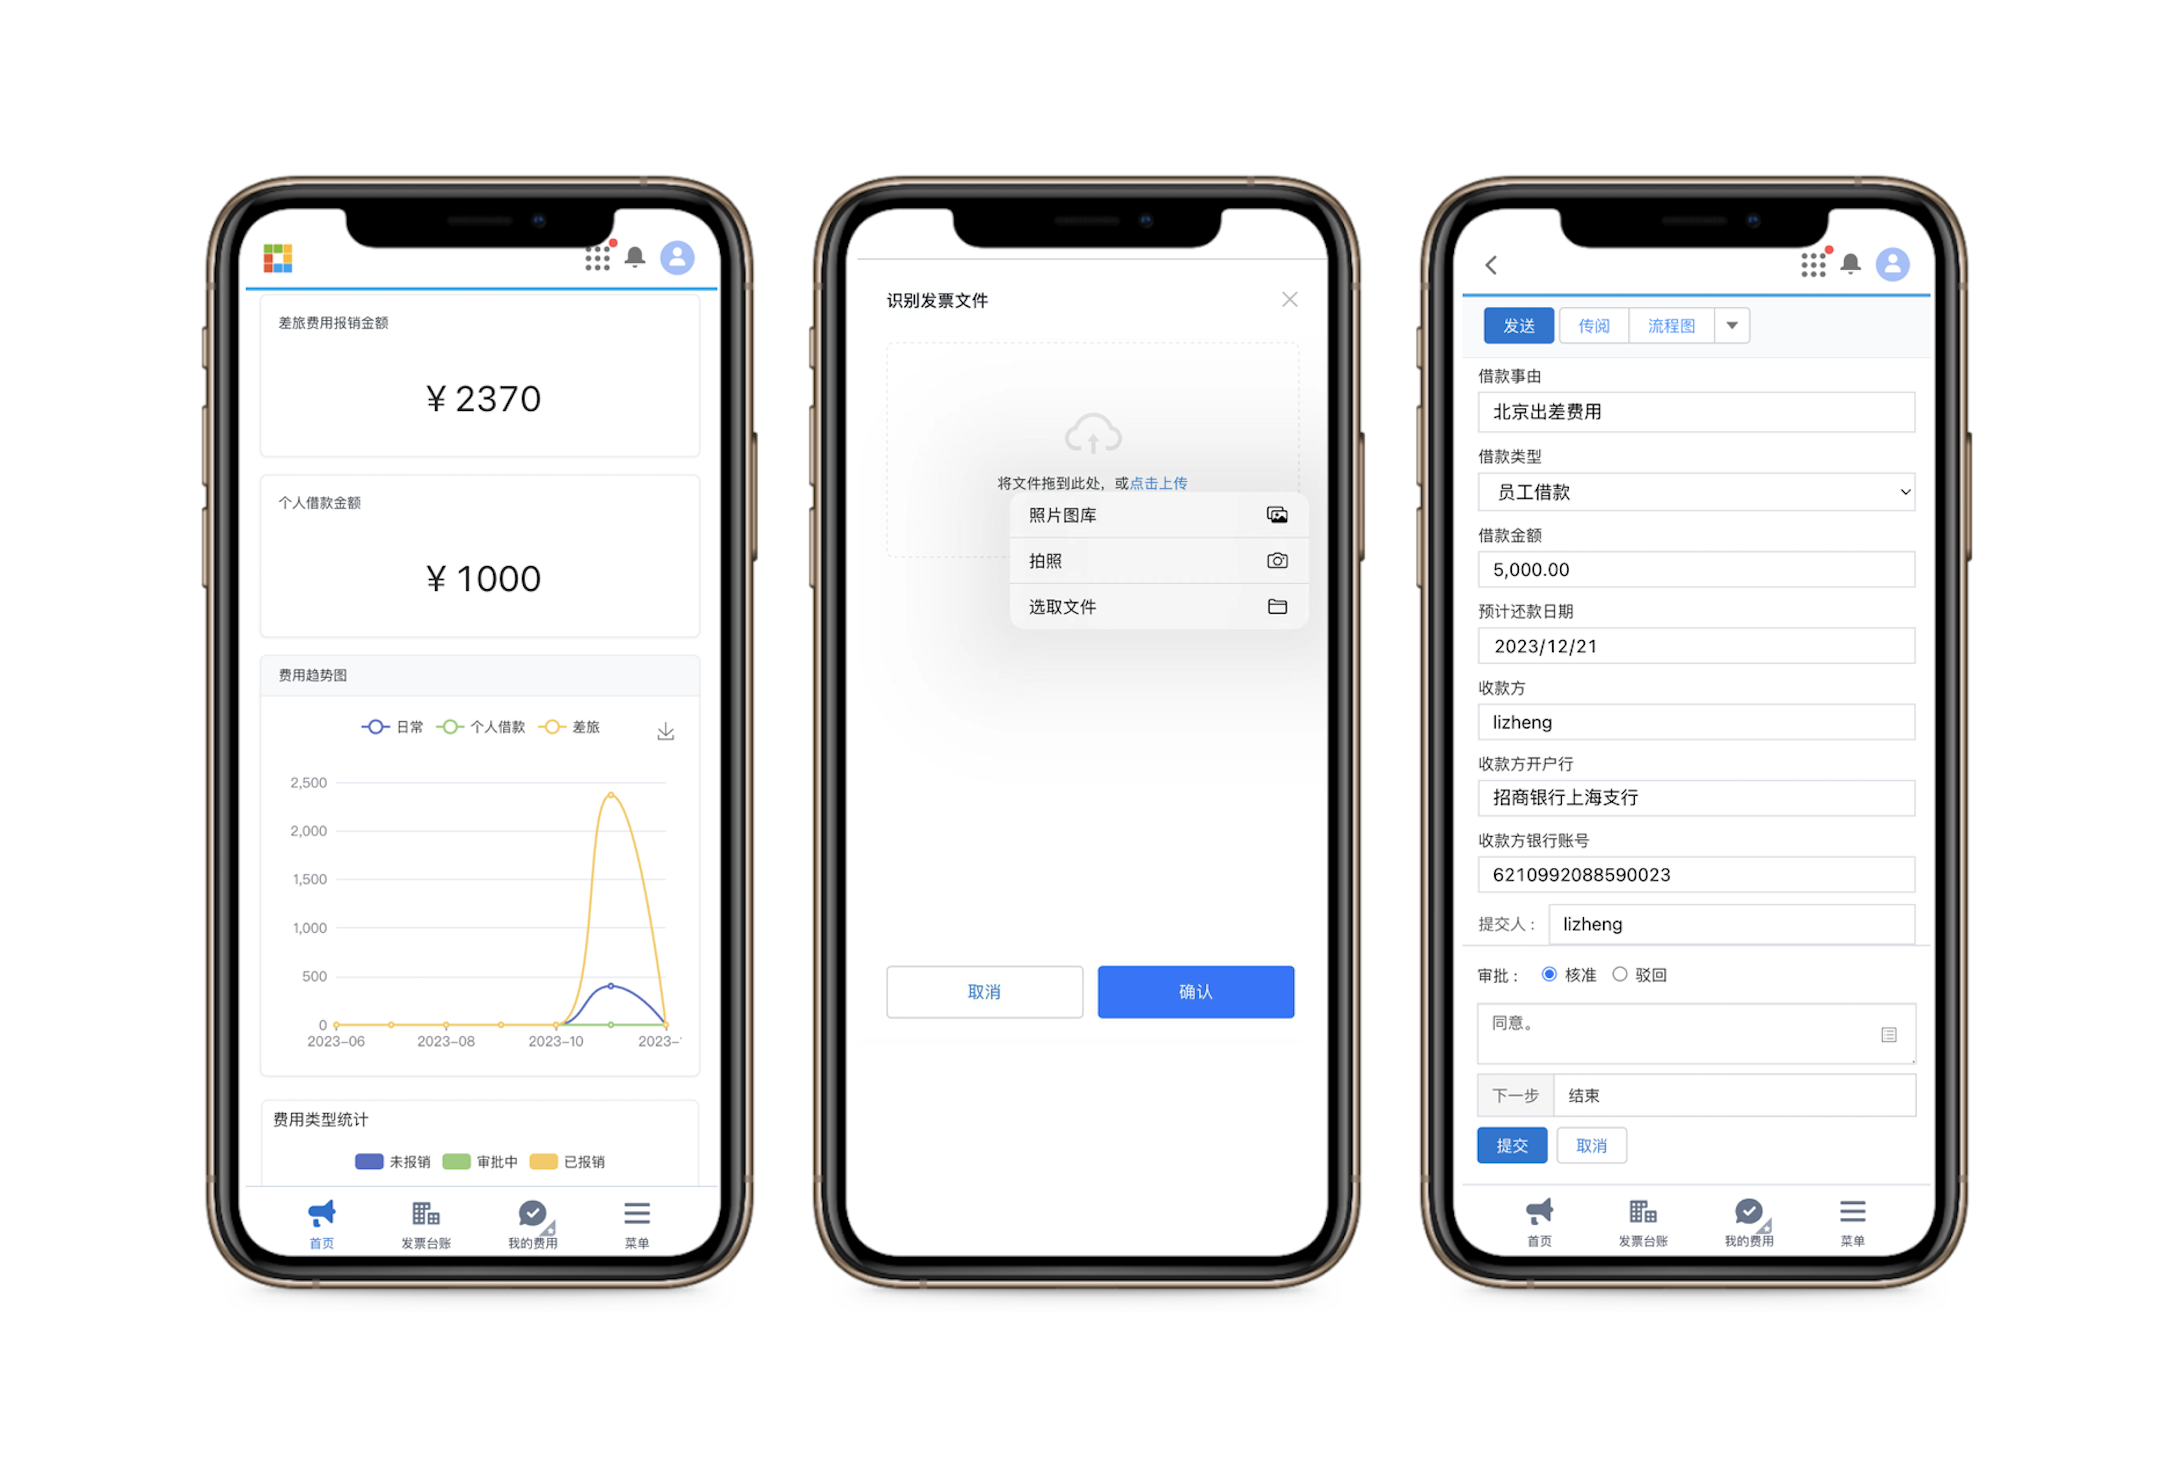 差旅费用报销金额
¥ 2370
个人借款金额
¥ 1000
费用趋势图
日常 个人借款 差旅
2,500
2,000
1,500
1,000
500
0
2023-06 2023-08 2023-10 2023-
费用类型统计
未报销 审批中 已报销
首页 发票台账 我的费用 菜单
识别发票文件
将文件拖到此处，或点击上传
照片图库
拍照
选取文件
取消 确认
发送 传阅 流程图
借款事由
北京出差费用
借款类型
员工借款
借款金额
5,000.00
预计还款日期
2023/12/21
收款方
lizheng
收款方开户行
招商银行上海支行
收款方银行账号
6210992088590023
提交人： lizheng
审批： 核准 驳回
同意。
下一步 结束
提交 取消
首页 发票台账 我的费用 菜单